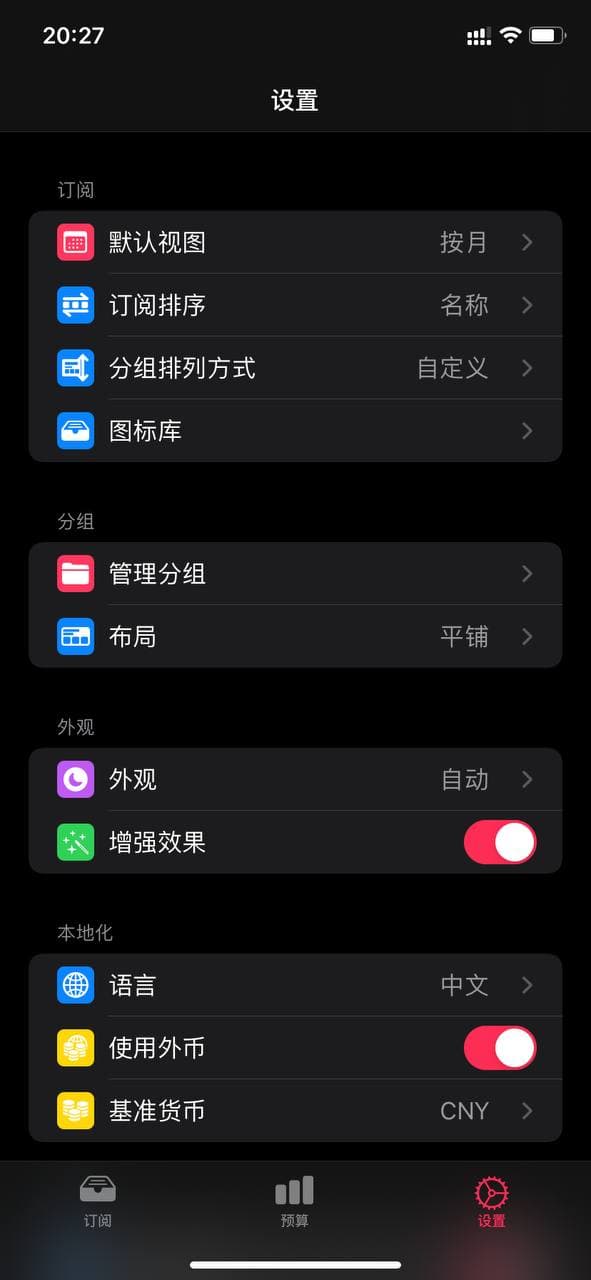 20:27
设置
订阅
默认视图 按月
订阅排序 名称
分组排列方式 自定义
图标库
分组
管理分组
布局 平铺
外观
外观 自动
增强效果
本地化
语言 中文
使用外币
基准货币 CNY
订阅 预算 设置